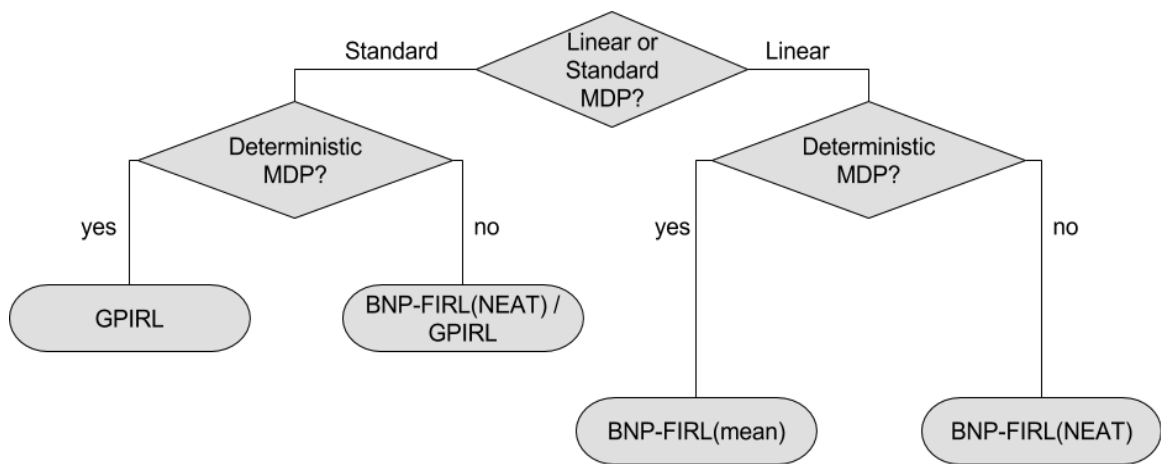 Standard
Linear or
Standard
MDP?
Linear
Deterministic
MDP?
Deterministic
MDP?
yes
no
yes
no
GPIRL
BNP-FIRL(NEAT) /
GPIRL
BNP-FIRL(mean)
BNP-FIRL(NEAT)